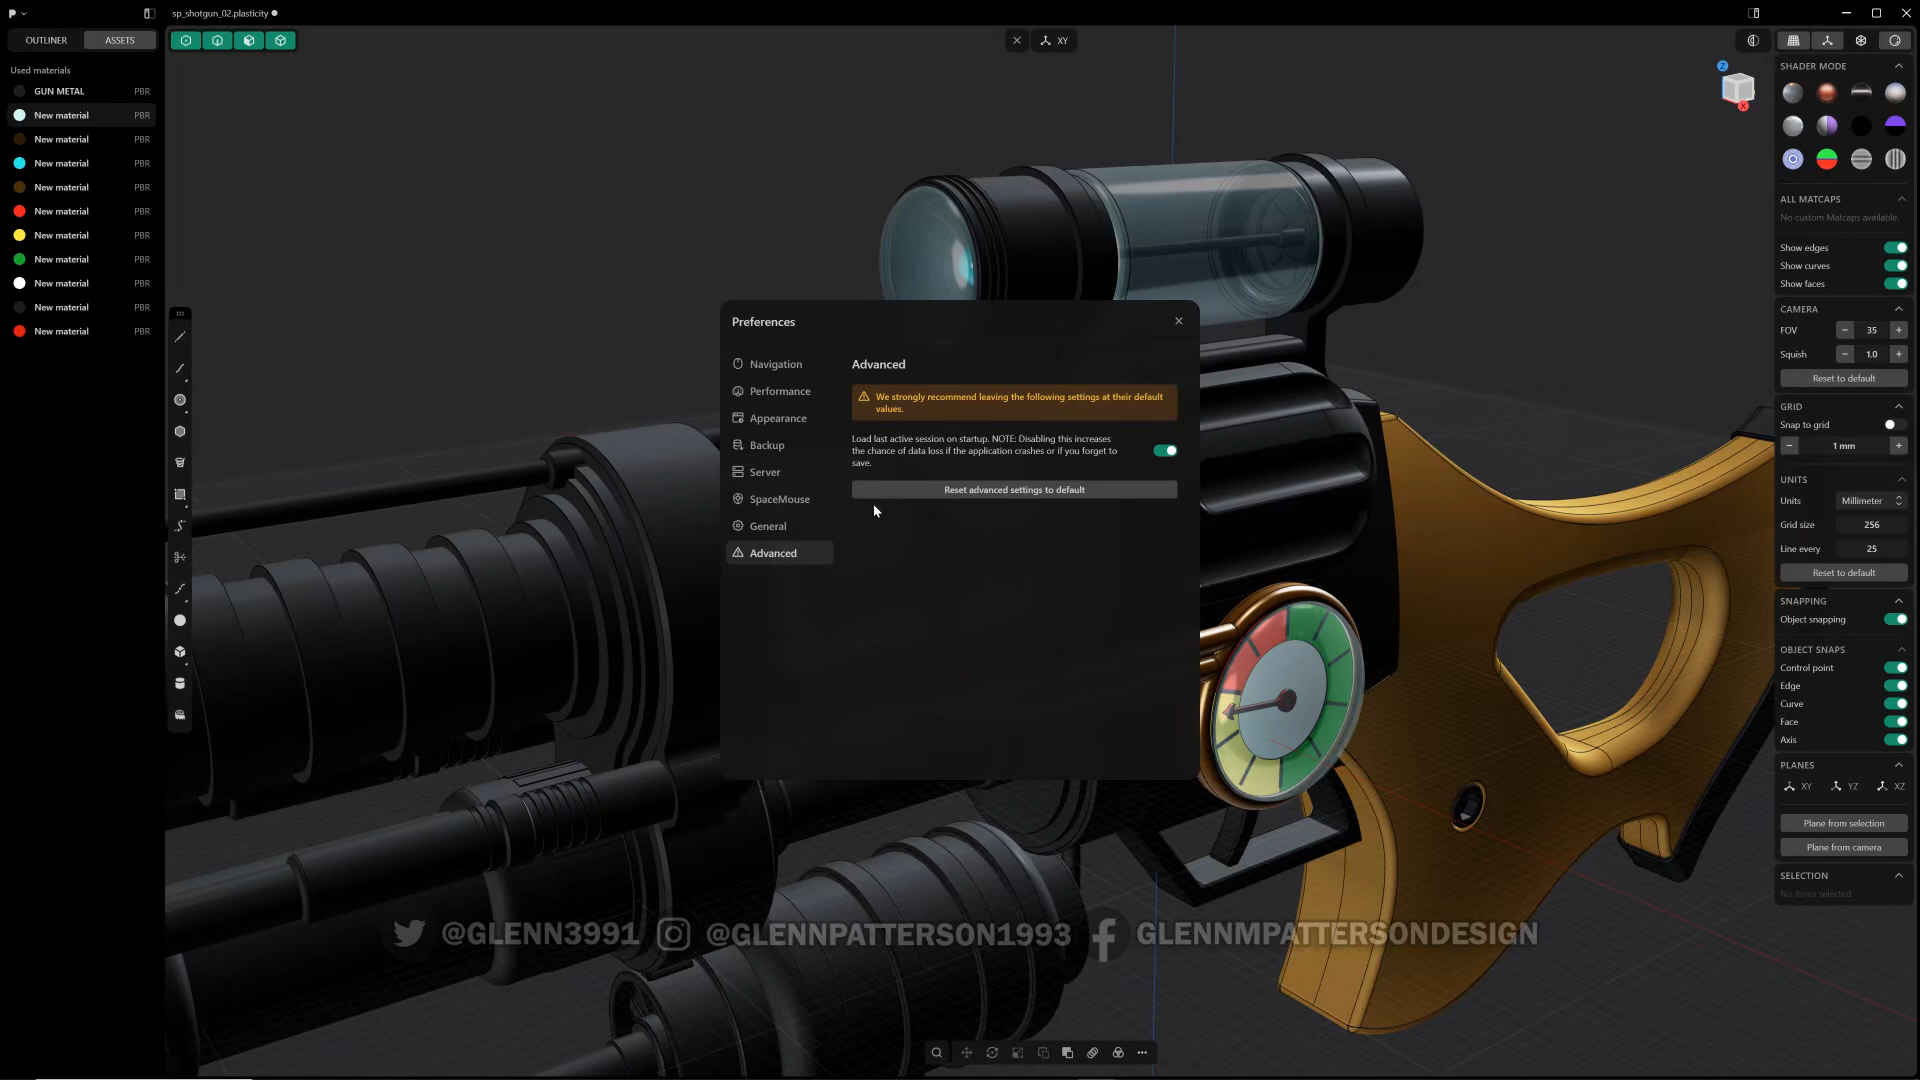 sp_shotgun_02.plasticity
OUTLINER
ASSETS
XY
Used materials
GUN METAL PBR
New material PBR
New material PBR
New material PBR
New material PBR
New material PBR
New material PBR
New material PBR
New material PBR
New material PBR
New material PBR
Z
X
Preferences
Navigation
Performance
Appearance
Backup
Server
SpaceMouse
General
Advanced
Advanced
We strongly recommend leaving the following settings at their default
values.
Load last active session on startup. NOTE: Disabling this increases
the chance of data loss if the application crashes or if you forget to
save.
Reset advanced settings to default
SHADER MODE
ALL MATCAPS
No custom Matcaps available.
Show edges
Show curves
Show faces
CAMERA
FOV 35
Squish 1.0
Reset to default
GRID
Snap to grid
1 mm
UNITS
Units Millimeter
Grid size 256
Line every 25
Reset to default
SNAPPING
Object snapping
OBJECT SNAPS
Control point
Edge
Curve
Face
Axis
PLANES
XY YZ XZ
Plane from selection
Plane from camera
SELECTION
No items selected
@GLENN3991 @GLENNPATTERSON1993 GLENNMPATTERSONDESIGN